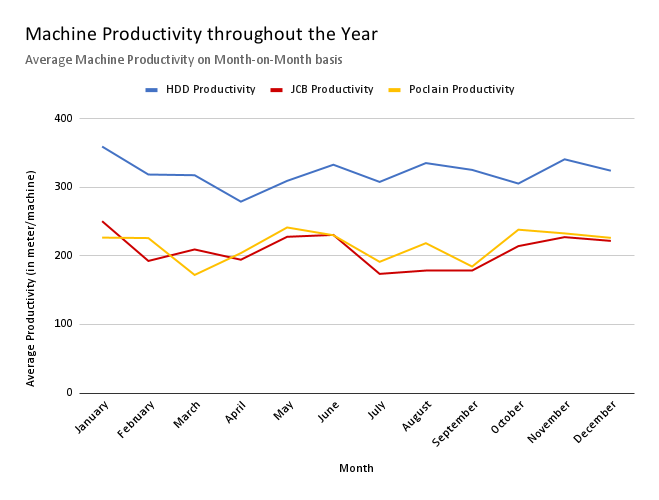 Machine Productivity throughout the Year
Average Machine Productivity on Month-on-Month basis
HDD Productivity JCB Productivity Poclain Productivity
Average Productivity (in meter/machine)
400
300
200
100
0
January February March April May June July August September October November December
Month